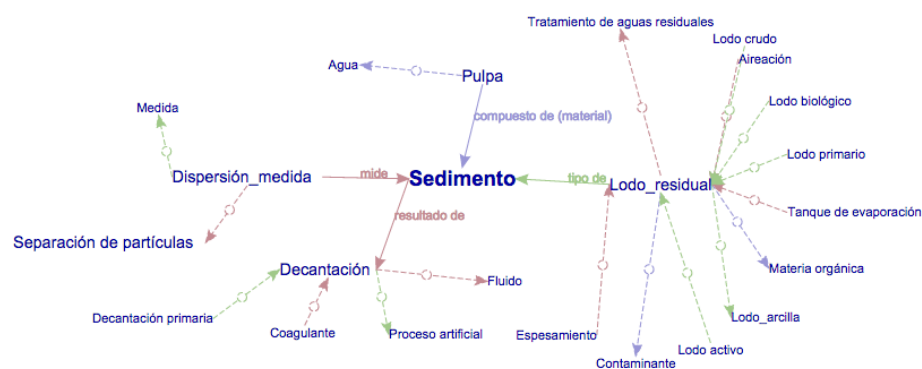 Tratamiento de aguas residuales
Lodo crudo
Aireación
Agua
Pulpa
Medida
Lodo biológico
compuesto de (material)
Lodo primario
Dispersión_medida
mide
Sedimento
tipo de
Lodo_residual
resultado de
Tanque de evaporación
Separación de partículas
Decantación
Fluido
Materia orgánica
Decantación primaria
Coagulante
Proceso artificial
Espesamiento
Lodo_arcilla
Contaminante
Lodo activo